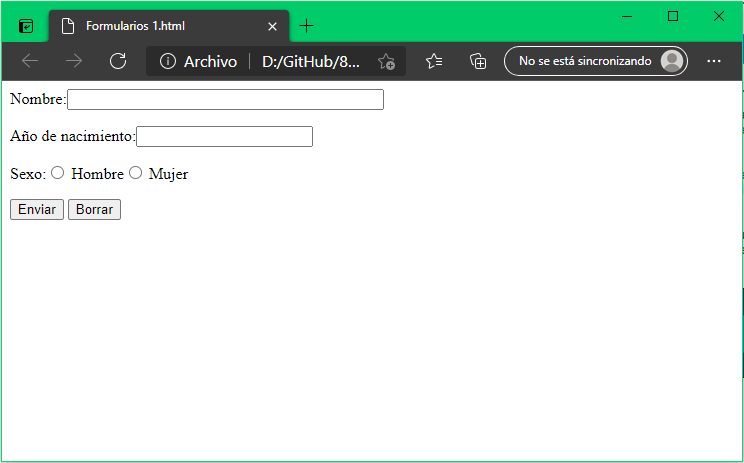 Formularios 1.html
Archivo D:/GitHub/8... No se está sincronizando
Nombre:
Año de nacimiento:
Sexo: Hombre Mujer
Enviar Borrar